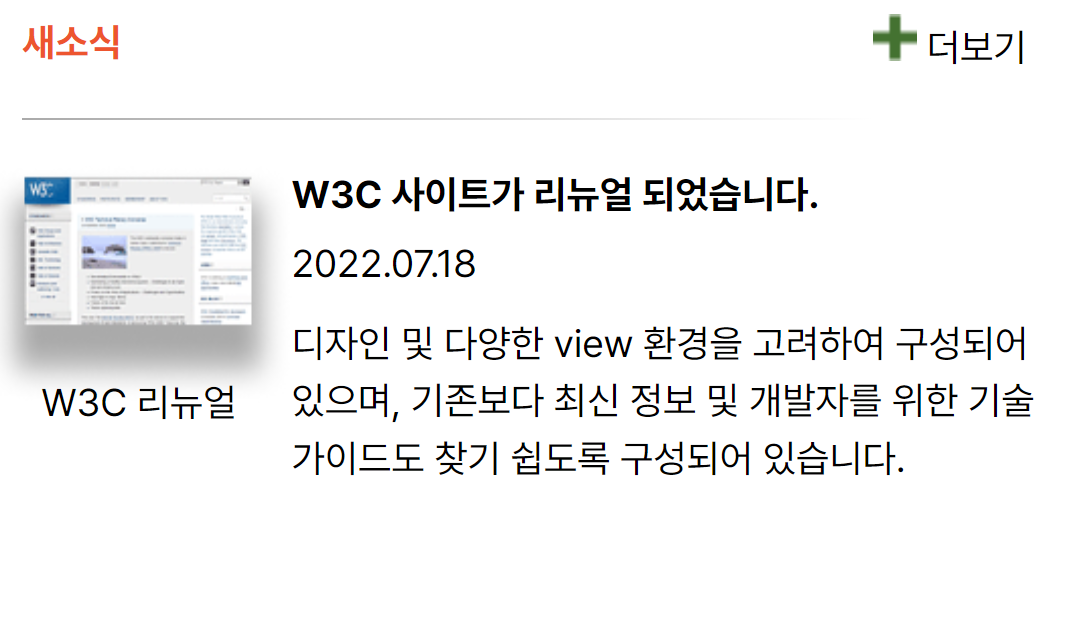 새소식
더보기
W3C
W3C 사이트가 리뉴얼 되었습니다.
2022.07.18
디자인 및 다양한 view 환경을 고려하여 구성되어
있으며, 기존보다 최신 정보 및 개발자를 위한 기술
가이드도 찾기 쉽도록 구성되어 있습니다.
W3C 리뉴얼